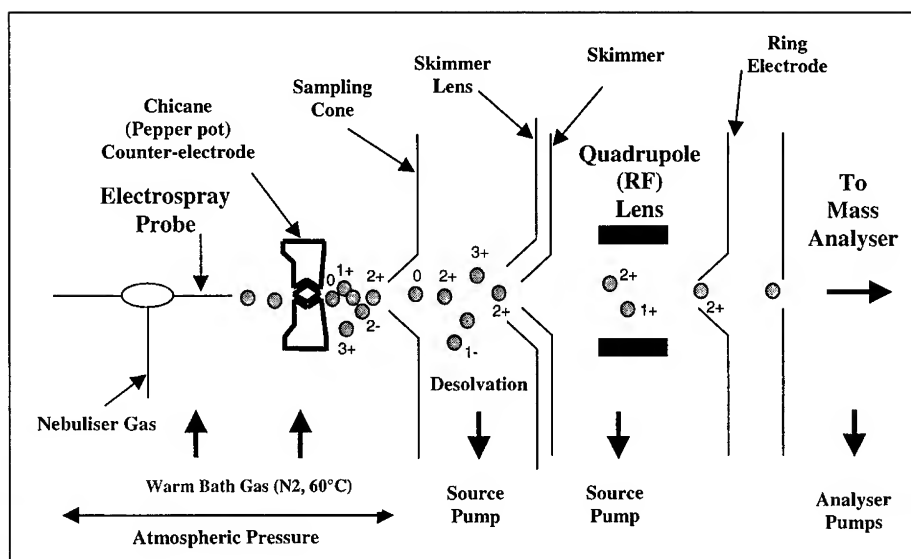 Ring
Electrode
Skimmer
Lens
Skimmer
Sampling
Cone
Chicane
(Pepper pot)
Counter-electrode
Quadrupole
(RF)
Lens
To
Mass
Analyser
Electrospray
Probe
0
1+
2+
2-
3+
0
2+
3+
2+
1-
2+
1+
2+
Desolvation
Nebuliser Gas
Warm Bath Gas (N2, 60°C)
Atmospheric Pressure
Source
Pump
Source
Pump
Analyser
Pumps